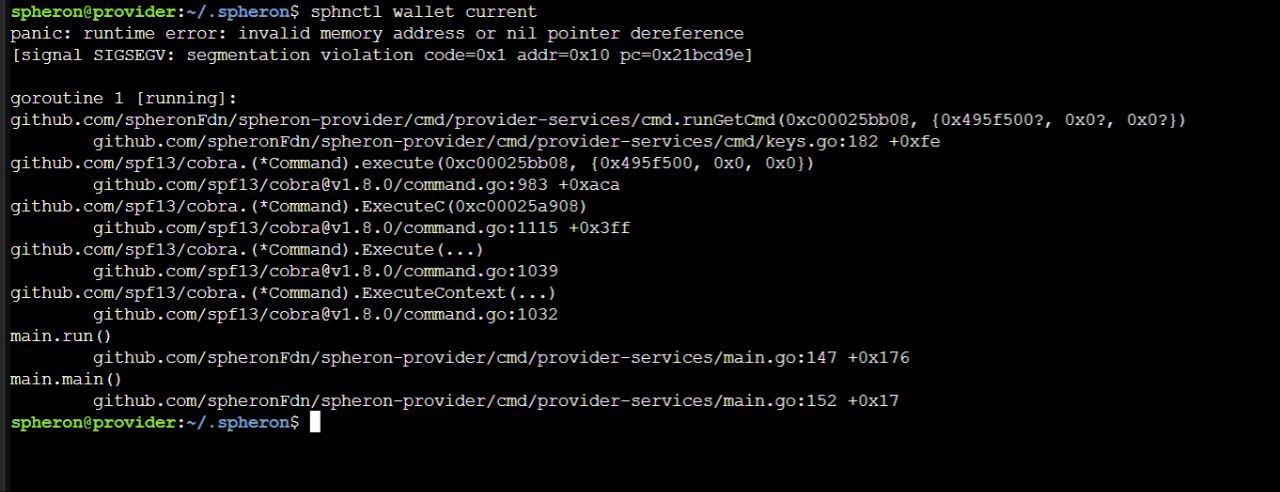 spheron@provider:~/.spheron$ sphnctl wallet current
panic: runtime error: invalid memory address or nil pointer dereference
[signal SIGSEGV: segmentation violation code=0x1 addr=0x10 pc=0x21bcd9e]
goroutine 1 [running]:
github.com/spheronFdn/spheron-provider/cmd/provider-services/cmd.runGetCmd(0xc00025bb08, {0x495f500?, 0x0?, 0x0?})
github.com/spheronFdn/spheron-provider/cmd/provider-services/cmd/keys.go:182 +0xfe
github.com/spf13/cobra.(*Command).execute(0xc00025bb08, {0x495f500, 0x0, 0x0})
github.com/spf13/cobra@v1.8.0/command.go:983 +0xaca
github.com/spf13/cobra.(*Command).ExecuteC(0xc00025a908)
github.com/spf13/cobra@v1.8.0/command.go:1115 +0x3ff
github.com/spf13/cobra.(*Command).Execute(...)
github.com/spf13/cobra@v1.8.0/command.go:1039
github.com/spf13/cobra.(*Command).ExecuteContext(...)
github.com/spf13/cobra@v1.8.0/command.go:1032
main.run()
github.com/spheronFdn/spheron-provider/cmd/provider-services/main.go:147 +0x176
main.main()
github.com/spheronFdn/spheron-provider/cmd/provider-services/main.go:152 +0x17
spheron@provider:~/.spheron$